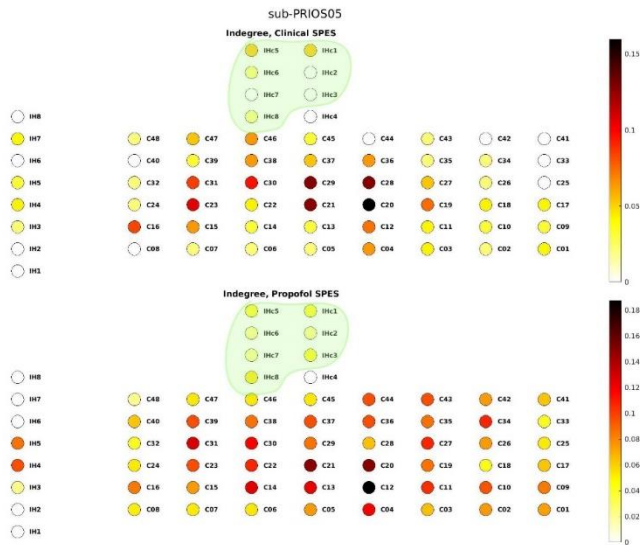 sub-PRIOS05
Indegree, Clinical SPES
IHc5 IHc1
IHc6 IHc2
IHc7 IHc3
IHc8 IHc4
IH8
IH7 C48 C47 C46 C45 C44 C43 C42 C41
IH6 C40 C39 C38 C37 C36 C35 C34 C33
IH5 C32 C31 C30 C29 C28 C27 C26 C25
IH4 C24 C23 C22 C21 C20 C19 C18 C17
IH3 C16 C15 C14 C13 C12 C11 C10 C09
IH2 C08 C07 C06 C05 C04 C03 C02 C01
IH1
0.15
0.1
0.05
0
Indegree, Propofol SPES
IHc5 IHc1
IHc6 IHc2
IHc7 IHc3
IHc8 IHc4
IH8
IH7 C48 C47 C46 C45 C44 C43 C42 C41
IH6 C40 C39 C38 C37 C36 C35 C34 C33
IH5 C32 C31 C30 C29 C28 C27 C26 C25
IH4 C24 C23 C22 C21 C20 C19 C18 C17
IH3 C16 C15 C14 C13 C12 C11 C10 C09
IH2 C08 C07 C06 C05 C04 C03 C02 C01
IH1
0.18
0.16
0.14
0.12
0.1
0.08
0.06
0.04
0.02
0